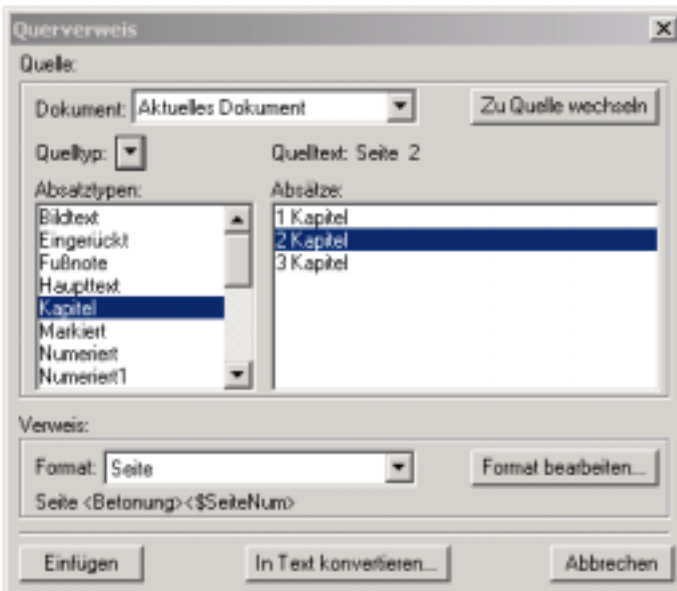 Querverweis
Quelle:
Dokument: Aktuelles Dokument
Zu Quelle wechseln
Quelltyp:
Quelltext: Seite 2
Absatztypen:
Bildtext
Eingerückt
Fußnote
Haupttext
Kapitel
Markiert
Numeriert
Numeriert1
Absätze:
1 Kapitel
2 Kapitel
3 Kapitel
Verweis:
Format: Seite
Format bearbeiten...
Seite <Betonung><$SeiteNum>
Einfügen
In Text konvertieren...
Abbrechen